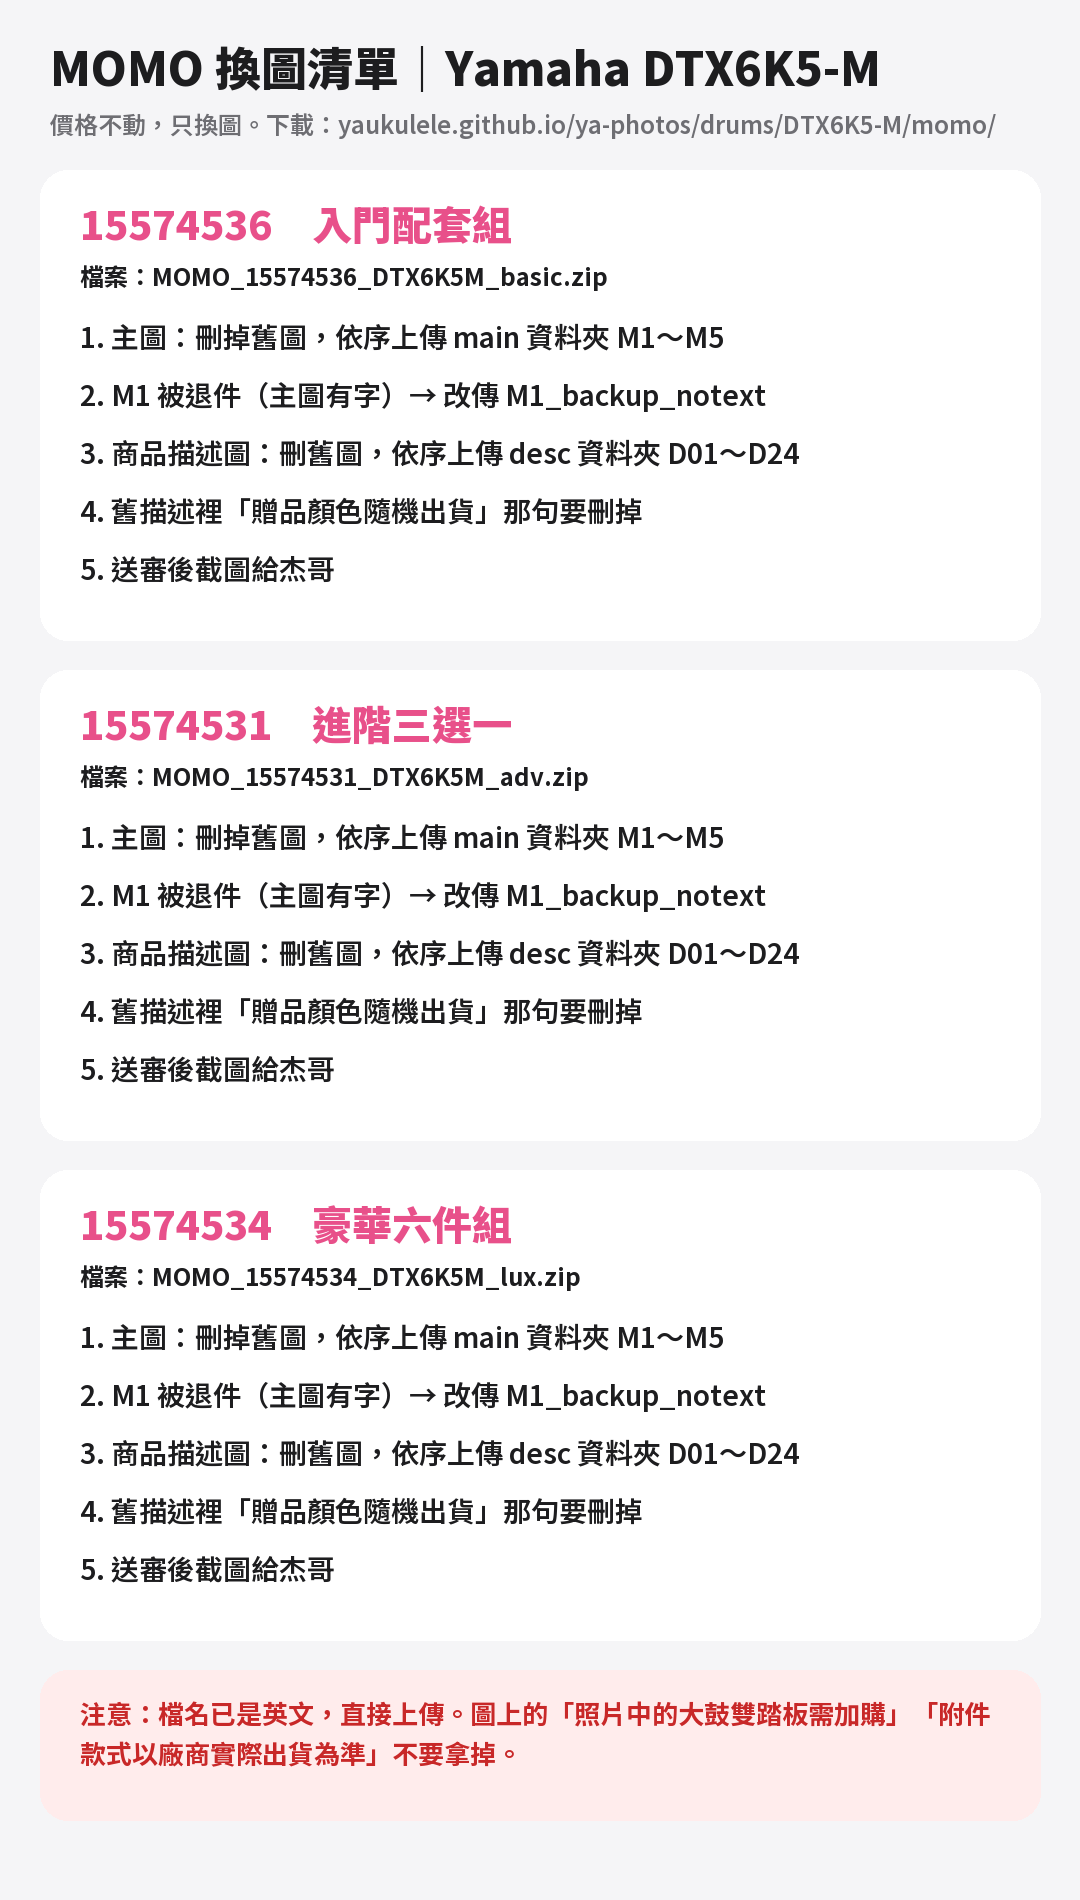 MOMO 換圖清單｜Yamaha DTX6K5-M
價格不動，只換圖。下載：yaukulele.github.io/ya-photos/drums/DTX6K5-M/momo/
15574536　入門配套組
檔案：MOMO_15574536_DTX6K5M_basic.zip
1. 主圖：刪掉舊圖，依序上傳 main 資料夾 M1～M5
2. M1 被退件（主圖有字）→ 改傳 M1_backup_notext
3. 商品描述圖：刪舊圖，依序上傳 desc 資料夾 D01～D24
4. 舊描述裡「贈品顏色隨機出貨」那句要刪掉
5. 送審後截圖給杰哥
15574531　進階三選一
檔案：MOMO_15574531_DTX6K5M_adv.zip
1. 主圖：刪掉舊圖，依序上傳 main 資料夾 M1～M5
2. M1 被退件（主圖有字）→ 改傳 M1_backup_notext
3. 商品描述圖：刪舊圖，依序上傳 desc 資料夾 D01～D24
4. 舊描述裡「贈品顏色隨機出貨」那句要刪掉
5. 送審後截圖給杰哥
15574534　豪華六件組
檔案：MOMO_15574534_DTX6K5M_lux.zip
1. 主圖：刪掉舊圖，依序上傳 main 資料夾 M1～M5
2. M1 被退件（主圖有字）→ 改傳 M1_backup_notext
3. 商品描述圖：刪舊圖，依序上傳 desc 資料夾 D01～D24
4. 舊描述裡「贈品顏色隨機出貨」那句要刪掉
5. 送審後截圖給杰哥
注意：檔名已是英文，直接上傳。圖上的「照片中的大鼓雙踏板需加購」「附件
款式以廠商實際出貨為準」不要拿掉。